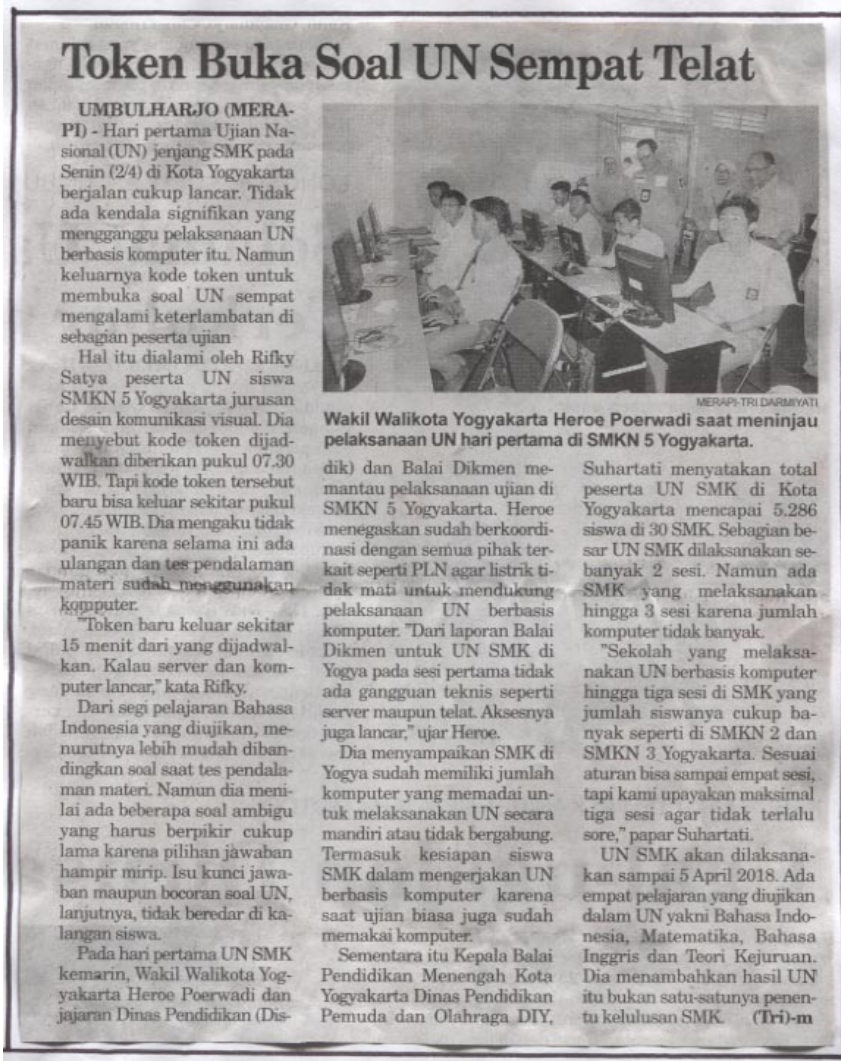 Token Buka Soal UN Sempat Telat
UMBULHARJO (MERA-
PI) - Hari pertama Ujian Na-
sional (UN) jenjang SMK pada
Senin (2/4) di Kota Yogyakarta
berjalan cukup lancar. Tidak
ada kendala signifikan yang
mengganggu pelaksanaan UN
berbasis komputer itu. Namun
keluarnya kode token untuk
membuka soal UN sempat
mengalami keterlambatan di
sebagian peserta ujian
Hal itu dialami oleh Rifky
Satya peserta UN siswa
SMKN 5 Yogyakarta jurusan
desain komunikasi visual. Dia
menyebut kode token dijad-
walkan diberikan pukul 07.30
WIB. Tapi kode token tersebut
baru bisa keluar sekitar pukul
07.45 WIB. Dia mengaku tidak
panik karena selama ini ada
ulangan dan tes pendalaman
materi sudah menggunakan
komputer.
"Token baru keluar sekitar
15 menit dari yang dijadwal-
kan. Kalau server dan kom-
puter lancar," kata Rifky.
Dari segi pelajaran Bahasa
Indonesia yang diujikan, me-
nurutnya lebih mudah diban-
dingkan soal saat tes pendala-
man materi. Namun dia meni-
lai ada beberapa soal ambigu
yang harus berpikir cukup
lama karena pilihan jawaban
hampir mirip. Isu kunci jawa-
ban maupun bocoran soal UN,
lanjutnya, tidak beredar di ka-
langan siswa.
Pada hari pertama UN SMK
kemarin, Wakil Walikota Yog-
yakarta Heroe Poerwadi dan
jajaran Dinas Pendidikan (Dis-
MERAPI-TRI DARMIYATI
Wakil Walikota Yogyakarta Heroe Poerwadi saat meninjau
pelaksanaan UN hari pertama di SMKN 5 Yogyakarta.
dik) dan Balai Dikmen me-
mantau pelaksanaan ujian di
SMKN 5 Yogyakarta. Heroe
menegaskan sudah berkoordi-
nasi dengan semua pihak ter-
kait seperti PLN agar listrik ti-
dak mati untuk mendukung
pelaksanaan UN berbasis
komputer. "Dari laporan Balai
Dikmen untuk UN SMK di
Yogya pada sesi pertama tidak
ada gangguan teknis seperti
server maupun telat. Aksesnya
juga lancar," ujar Heroe.
Dia menyampaikan SMK di
Yogya sudah memiliki jumlah
komputer yang memadai un-
tuk melaksanakan UN secara
mandiri atau tidak bergabung.
Termasuk kesiapan siswa
SMK dalam mengerjakan UN
berbasis komputer karena
saat ujian biasa juga sudah
memakai komputer.
Sementara itu Kepala Balai
Pendidikan Menengah Kota
Yogyakarta Dinas Pendidikan
Pemuda dan Olahraga DIY,
Suhartati menyatakan total
peserta UN SMK di Kota
Yogyakarta mencapai 5.286
siswa di 30 SMK. Sebagian be-
sar UN SMK dilaksanakan se-
banyak 2 sesi. Namun ada
SMK yang melaksanakan
hingga 3 sesi karena jumlah
komputer tidak banyak.
"Sekolah yang melaksa-
nakan UN berbasis komputer
hingga tiga sesi di SMK yang
jumlah siswanya cukup ba-
nyak seperti di SMKN 2 dan
SMKN 3 Yogyakarta. Sesuai
aturan bisa sampai empat sesi,
tapi kami upayakan maksimal
tiga sesi agar tidak terlalu
sore," papar Suhartati.
UN SMK akan dilaksana-
kan sampai 5 April 2018. Ada
empat pelajaran yang diujikan
dalam UN yakni Bahasa Indo-
nesia, Matematika, Bahasa
Inggris dan Teori Kejuruan.
Dia menambahkan hasil UN
itu bukan satu-satunya penen-
tu kelulusan SMK. (Tri)-m